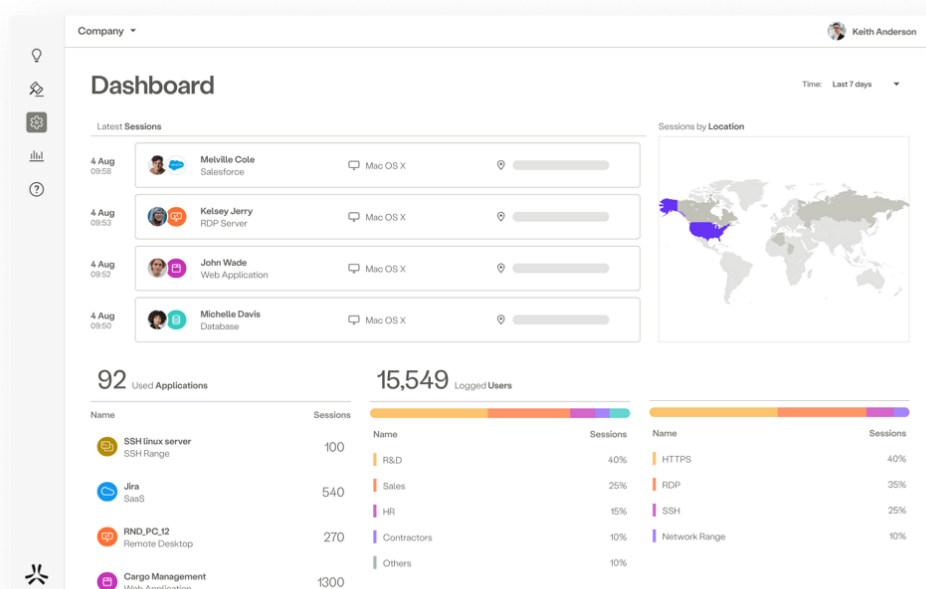 Company
Keith Anderson
Dashboard
Time: Last 7 days
Latest Sessions
Sessions by Location
4 Aug
09:58
Melville Cole
Salesforce
Mac OS X
4 Aug
09:53
Kelsey Jerry
RDP Server
Mac OS X
4 Aug
09:52
John Wade
Web Application
Mac OS X
4 Aug
09:50
Michelle Davis
Database
Mac OS X
92 Used Applications
Name Sessions
SSH linux server
SSH Range
100
Jira
SaaS
540
RND_PC_12
Remote Desktop
270
Cargo Management
Web Application
1300
15,549 Logged Users
Name Sessions
R&D 40%
Sales 25%
HR 15%
Contractors 10%
Others 10%
Name Sessions
HTTPS 40%
RDP 35%
SSH 25%
Network Range 10%